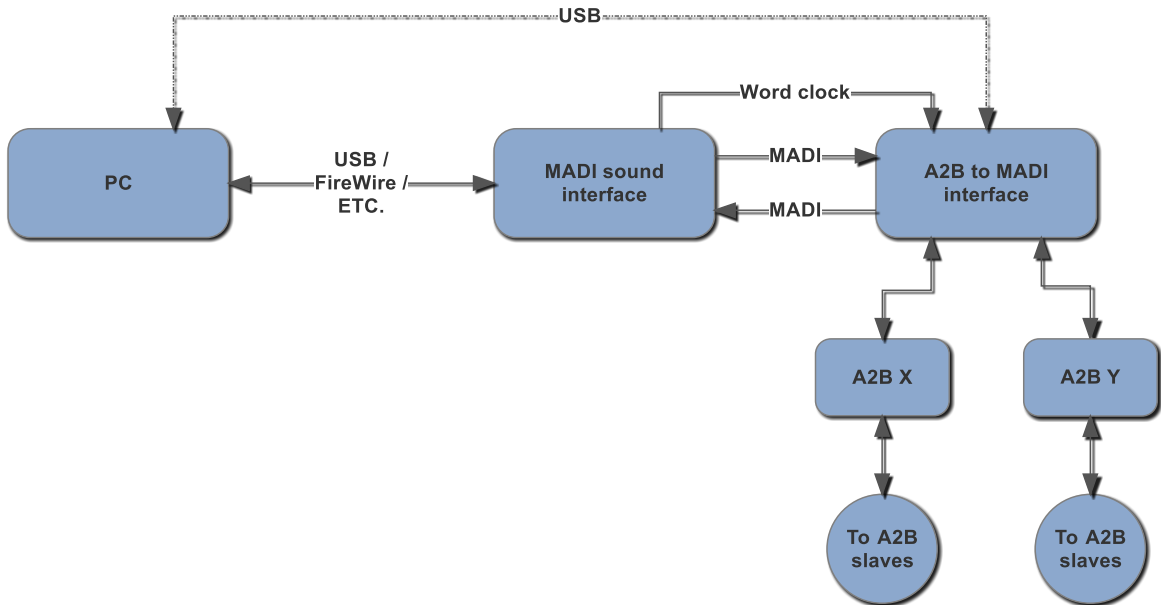 USB
Word clock
PC
USB /
FireWire /
ETC.
MADI sound
interface
MADI
MADI
A2B to MADI
interface
A2B X
A2B Y
To A2B
slaves
To A2B
slaves